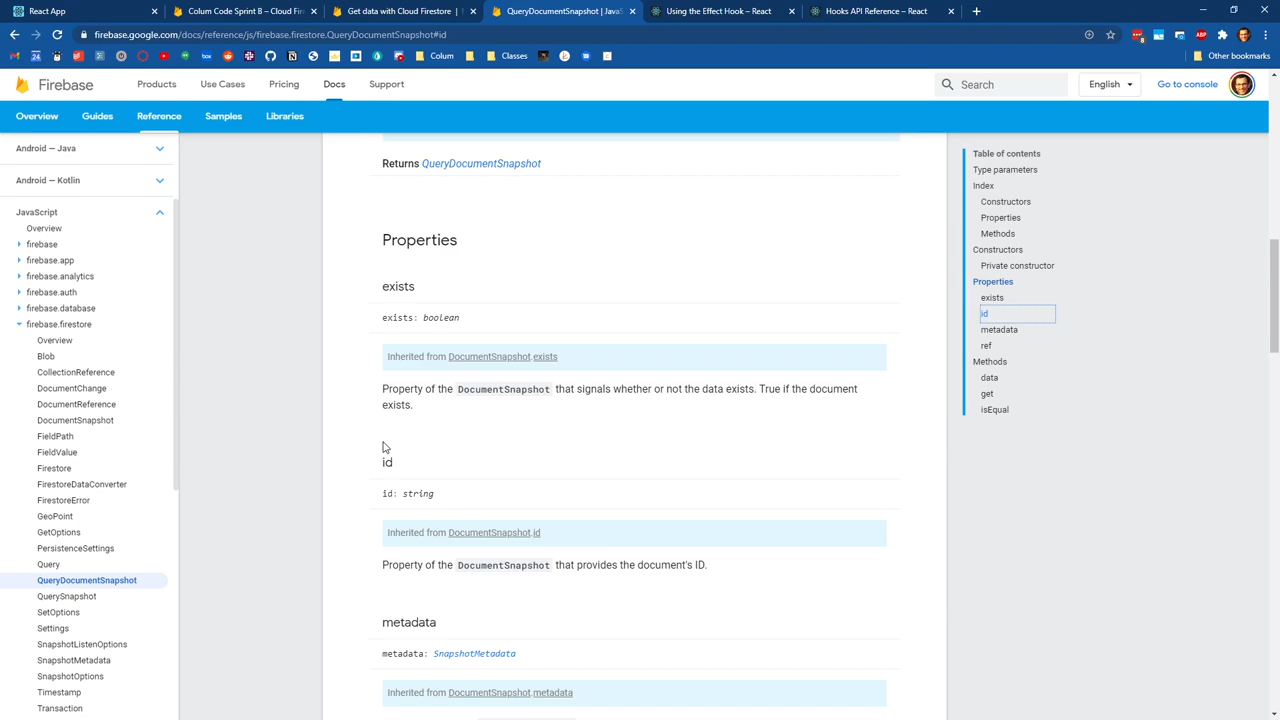 React App
Colum Code Sprint B – Cloud Fire
Get data with Cloud Firestore |
QueryDocumentSnapshot | JavaS
Using the Effect Hook – React
Hooks API Reference – React
firebase.google.com/docs/reference/js/firebase.firestore.QueryDocumentSnapshot#id
Colum
Classes
Other bookmarks
Firebase
Products
Use Cases
Pricing
Docs
Support
Search
English
Go to console
Overview
Guides
Reference
Samples
Libraries
Android — Java
Android — Kotlin
JavaScript
Overview
firebase
firebase.app
firebase.analytics
firebase.auth
firebase.database
firebase.firestore
Overview
Blob
CollectionReference
DocumentChange
DocumentReference
DocumentSnapshot
FieldPath
FieldValue
Firestore
FirestoreDataConverter
FirestoreError
GeoPoint
GetOptions
PersistenceSettings
Query
QueryDocumentSnapshot
QuerySnapshot
SetOptions
Settings
SnapshotListenOptions
SnapshotMetadata
SnapshotOptions
Timestamp
Transaction
Returns QueryDocumentSnapshot
Properties
exists
exists: boolean
Inherited from DocumentSnapshot.exists
Property of the DocumentSnapshot that signals whether or not the data exists. True if the document
exists.
id
id: string
Inherited from DocumentSnapshot.id
Property of the DocumentSnapshot that provides the document's ID.
metadata
metadata: SnapshotMetadata
Inherited from DocumentSnapshot.metadata
Table of contents
Type parameters
Index
Constructors
Properties
Methods
Constructors
Private constructor
Properties
exists
id
metadata
ref
Methods
data
get
isEqual